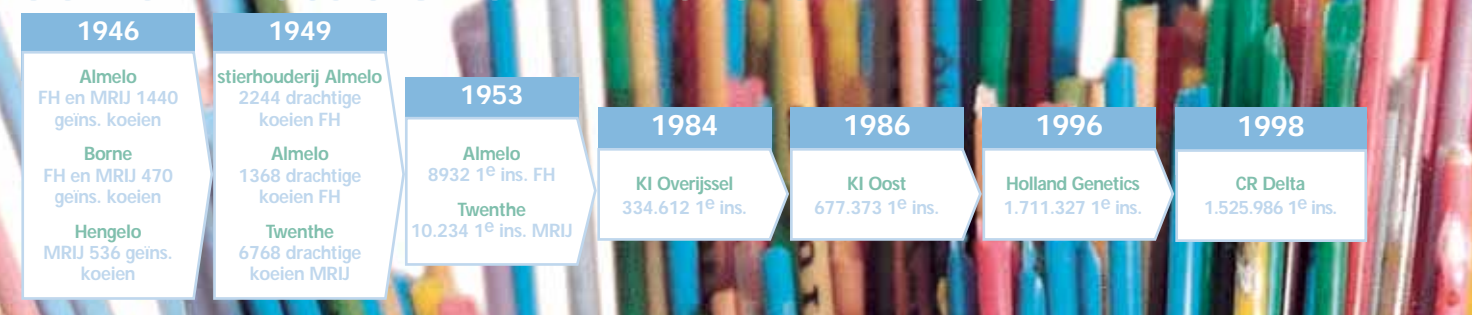 1946
Almelo
FH en MRIJ 1440
geïns. koeien
Borne
FH en MRIJ 470
geïns. koeien
Hengelo
MRIJ 536 geïns.
koeien
1949
stierhouderij Almelo
2244 drachtige
koeien FH
Almelo
1368 drachtige
koeien FH
Twenthe
6768 drachtige
koeien MRIJ
1953
Almelo
8932 1e ins. FH
Twenthe
10.234 1e ins. MRIJ
1984
KI Overijssel
334.612 1e ins.
1986
KI Oost
677.373 1e ins.
1996
Holland Genetics
1.711.327 1e ins.
1998
CR Delta
1.525.986 1e ins.